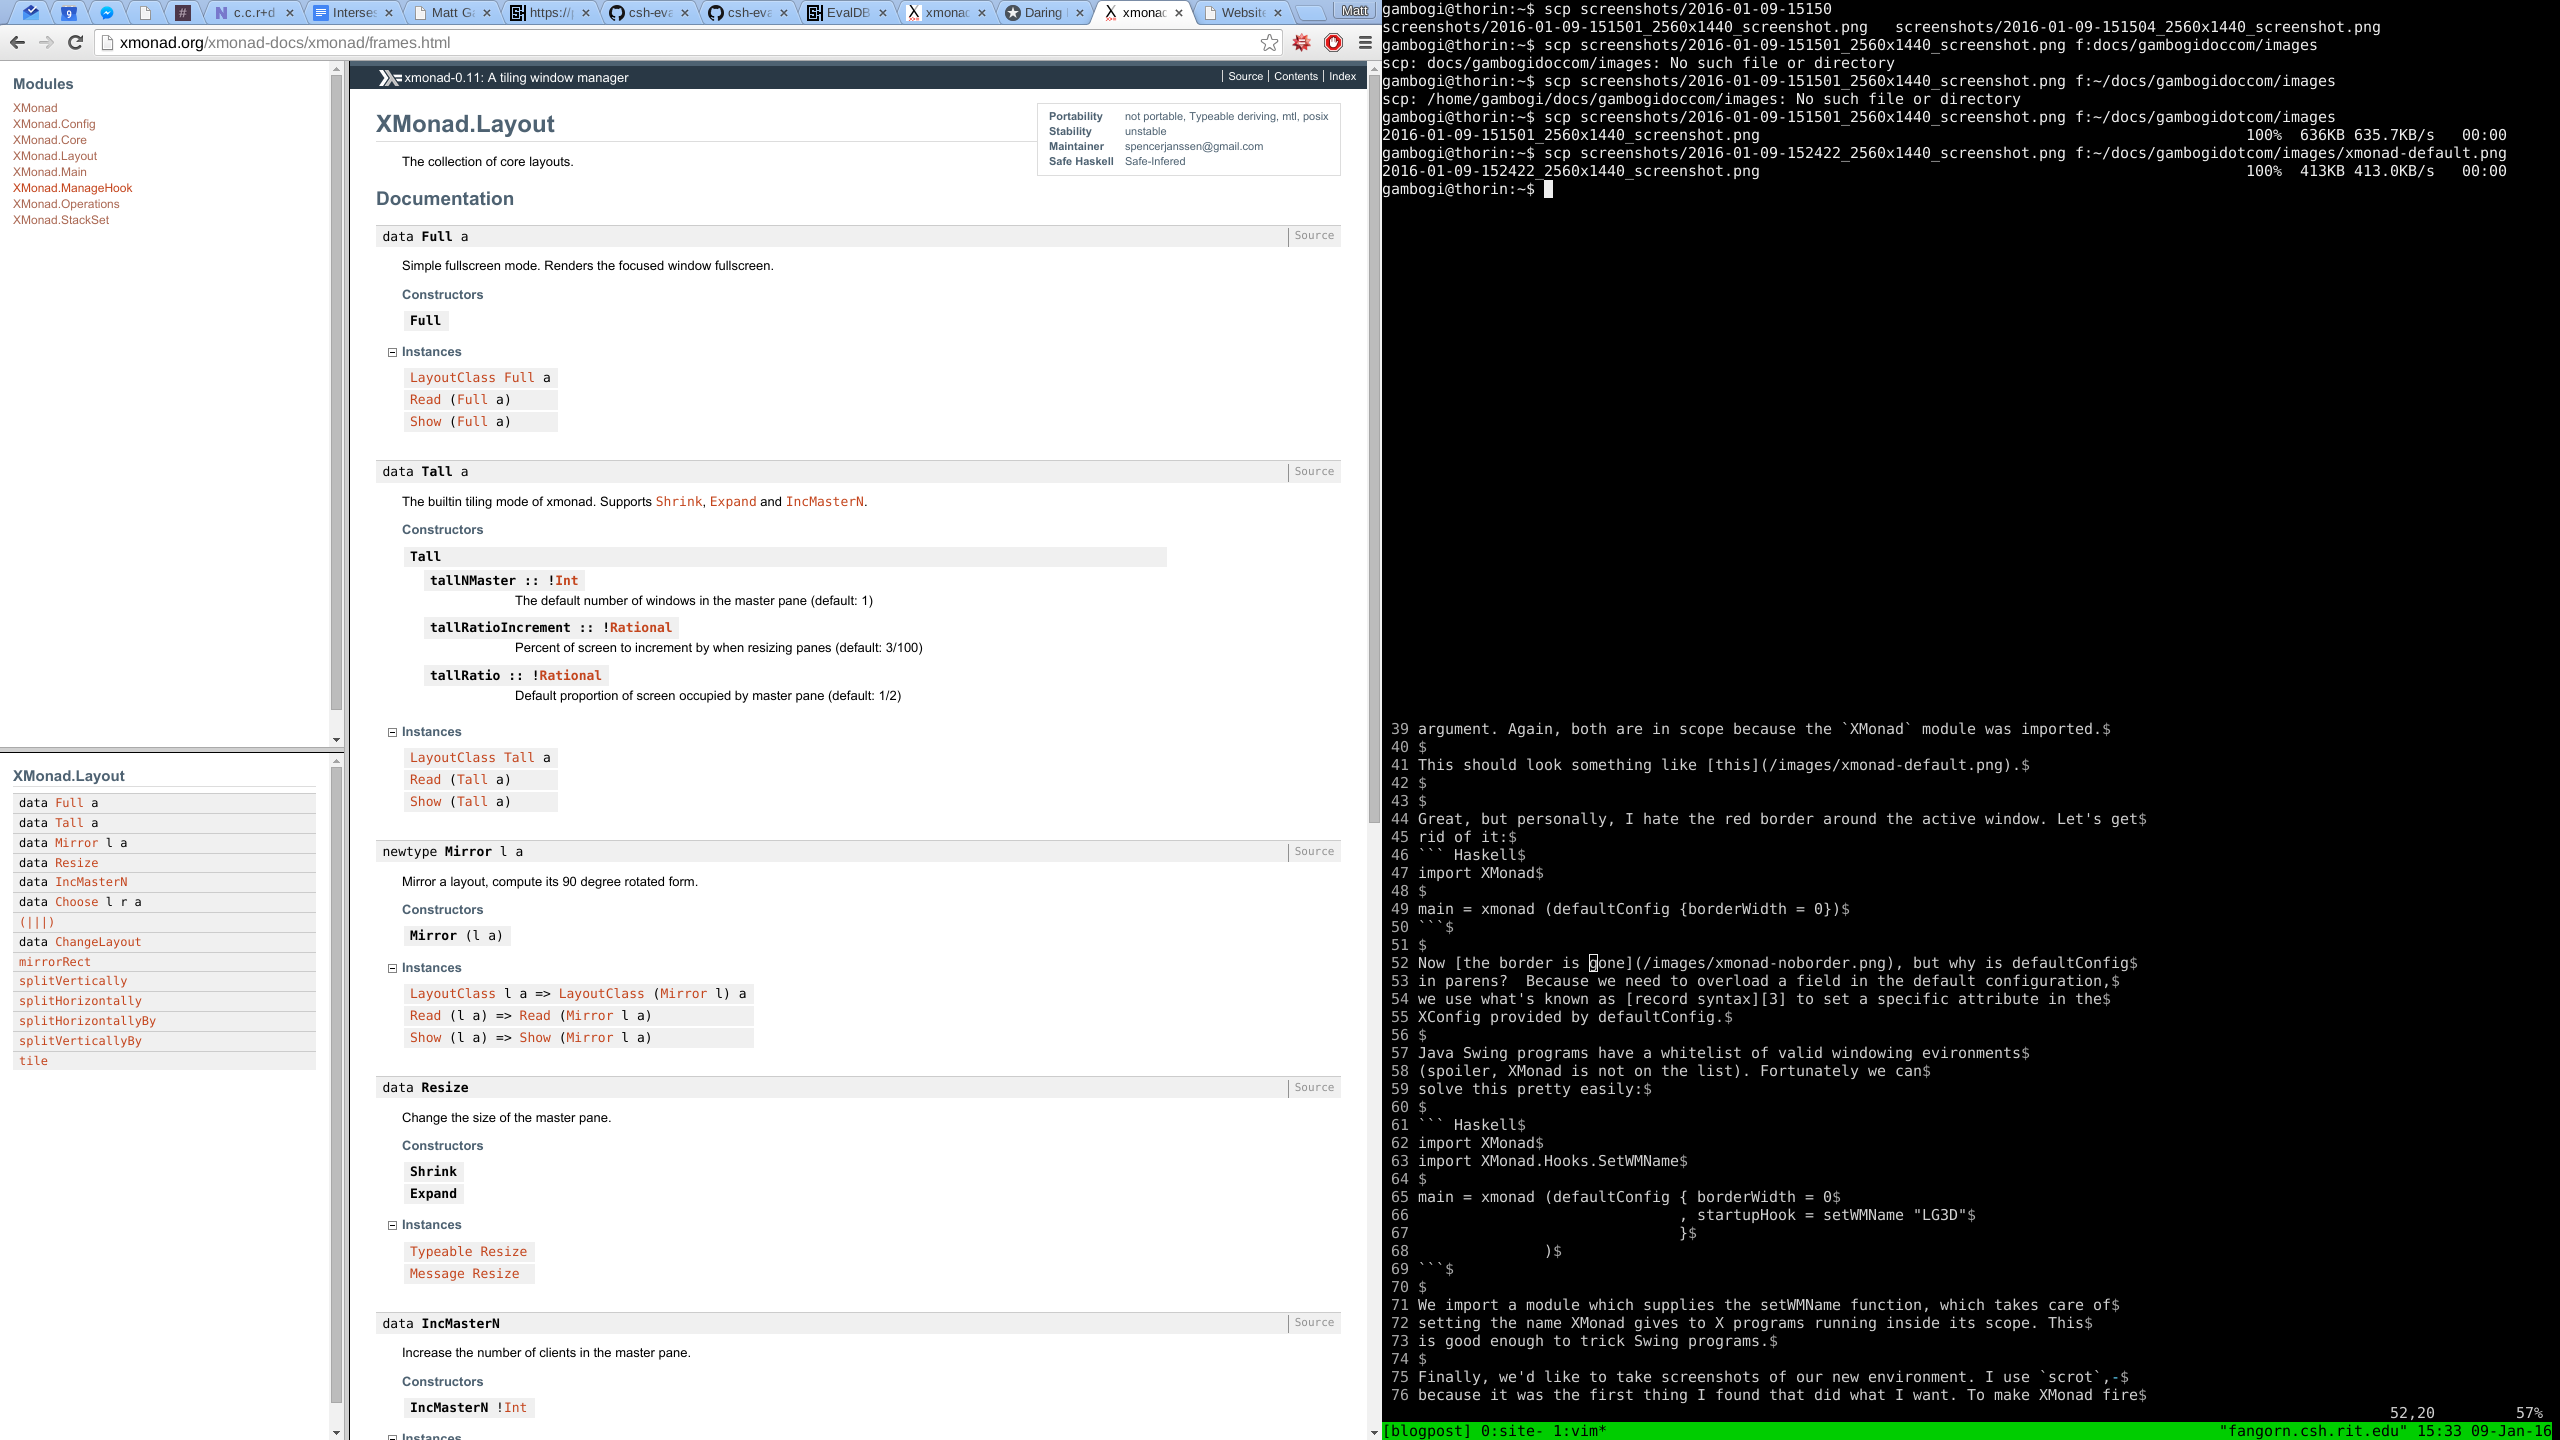 c.c.r+d
Interse
Matt G
https://
csh-eva
csh-eva
EvalDB
xmonad
Daring
xmona
Website
Matt
xmonad.org/xmonad-docs/xmonad/frames.html
Modules
XMonad
XMonad.Config
XMonad.Core
XMonad.Layout
XMonad.Main
XMonad.ManageHook
XMonad.Operations
XMonad.StackSet
XMonad.Layout
data Full a
data Tall a
data Mirror l a
data Resize
data IncMasterN
data Choose l r a
(|||)
data ChangeLayout
mirrorRect
splitVertically
splitHorizontally
splitHorizontallyBy
splitVerticallyBy
tile
xmonad-0.11: A tiling window manager
Source | Contents | Index
XMonad.Layout
Portability not portable, Typeable deriving, mtl, posix
Stability unstable
Maintainer spencerjanssen@gmail.com
Safe Haskell Safe-Infered
The collection of core layouts.
Documentation
data Full a Source
Simple fullscreen mode. Renders the focused window fullscreen.
Constructors
Full
Instances
LayoutClass Full a
Read (Full a)
Show (Full a)
data Tall a Source
The builtin tiling mode of xmonad. Supports Shrink, Expand and IncMasterN.
Constructors
Tall
tallNMaster :: !Int
The default number of windows in the master pane (default: 1)
tallRatioIncrement :: !Rational
Percent of screen to increment by when resizing panes (default: 3/100)
tallRatio :: !Rational
Default proportion of screen occupied by master pane (default: 1/2)
Instances
LayoutClass Tall a
Read (Tall a)
Show (Tall a)
newtype Mirror l a Source
Mirror a layout, compute its 90 degree rotated form.
Constructors
Mirror (l a)
Instances
LayoutClass l a => LayoutClass (Mirror l) a
Read (l a) => Read (Mirror l a)
Show (l a) => Show (Mirror l a)
data Resize Source
Change the size of the master pane.
Constructors
Shrink
Expand
Instances
Typeable Resize
Message Resize
data IncMasterN Source
Increase the number of clients in the master pane.
Constructors
IncMasterN !Int
Instances
gambogi@thorin:~$ scp screenshots/2016-01-09-15150
screenshots/2016-01-09-151501_2560x1440_screenshot.png   screenshots/2016-01-09-151504_2560x1440_screenshot.png
gambogi@thorin:~$ scp screenshots/2016-01-09-151501_2560x1440_screenshot.png f:docs/gambogidoccom/images
scp: docs/gambogidoccom/images: No such file or directory
gambogi@thorin:~$ scp screenshots/2016-01-09-151501_2560x1440_screenshot.png f:~/docs/gambogidoccom/images
scp: /home/gambogi/docs/gambogidoccom/images: No such file or directory
gambogi@thorin:~$ scp screenshots/2016-01-09-151501_2560x1440_screenshot.png f:~/docs/gambogidotcom/images
2016-01-09-151501_2560x1440_screenshot.png 100% 636KB 635.7KB/s 00:00
gambogi@thorin:~$ scp screenshots/2016-01-09-152422_2560x1440_screenshot.png f:~/docs/gambogidotcom/images/xmonad-default.png
2016-01-09-152422_2560x1440_screenshot.png 100% 413KB 413.0KB/s 00:00
gambogi@thorin:~$
39 argument. Again, both are in scope because the `XMonad` module was imported.$
40 $
41 This should look something like [this](/images/xmonad-default.png).$
42 $
43 $
44 Great, but personally, I hate the red border around the active window. Let's get$
45 rid of it:$
46 ``` Haskell$
47 import XMonad$
48 $
49 main = xmonad (defaultConfig {borderWidth = 0})$
50 ```$
51 $
52 Now [the border is gone](/images/xmonad-noborder.png), but why is defaultConfig$
53 in parens?  Because we need to overload a field in the default configuration,$
54 we use what's known as [record syntax][3] to set a specific attribute in the$
55 XConfig provided by defaultConfig.$
56 $
57 Java Swing programs have a whitelist of valid windowing evironments$
58 (spoiler, XMonad is not on the list). Fortunately we can$
59 solve this pretty easily:$
60 $
61 ``` Haskell$
62 import XMonad$
63 import XMonad.Hooks.SetWMName$
64 $
65 main = xmonad (defaultConfig { borderWidth = 0$
66                              , startupHook = setWMName "LG3D"$
67                              }$
68               )$
69 ```$
70 $
71 We import a module which supplies the setWMName function, which takes care of$
72 setting the name XMonad gives to X programs running inside its scope. This$
73 is good enough to trick Swing programs.$
74 $
75 Finally, we'd like to take screenshots of our new environment. I use `scrot`,-$
76 because it was the first thing I found that did what I want. To make XMonad fire$
52,20 57%
[blogpost] 0:site- 1:vim* "fangorn.csh.rit.edu" 15:33 09-Jan-16